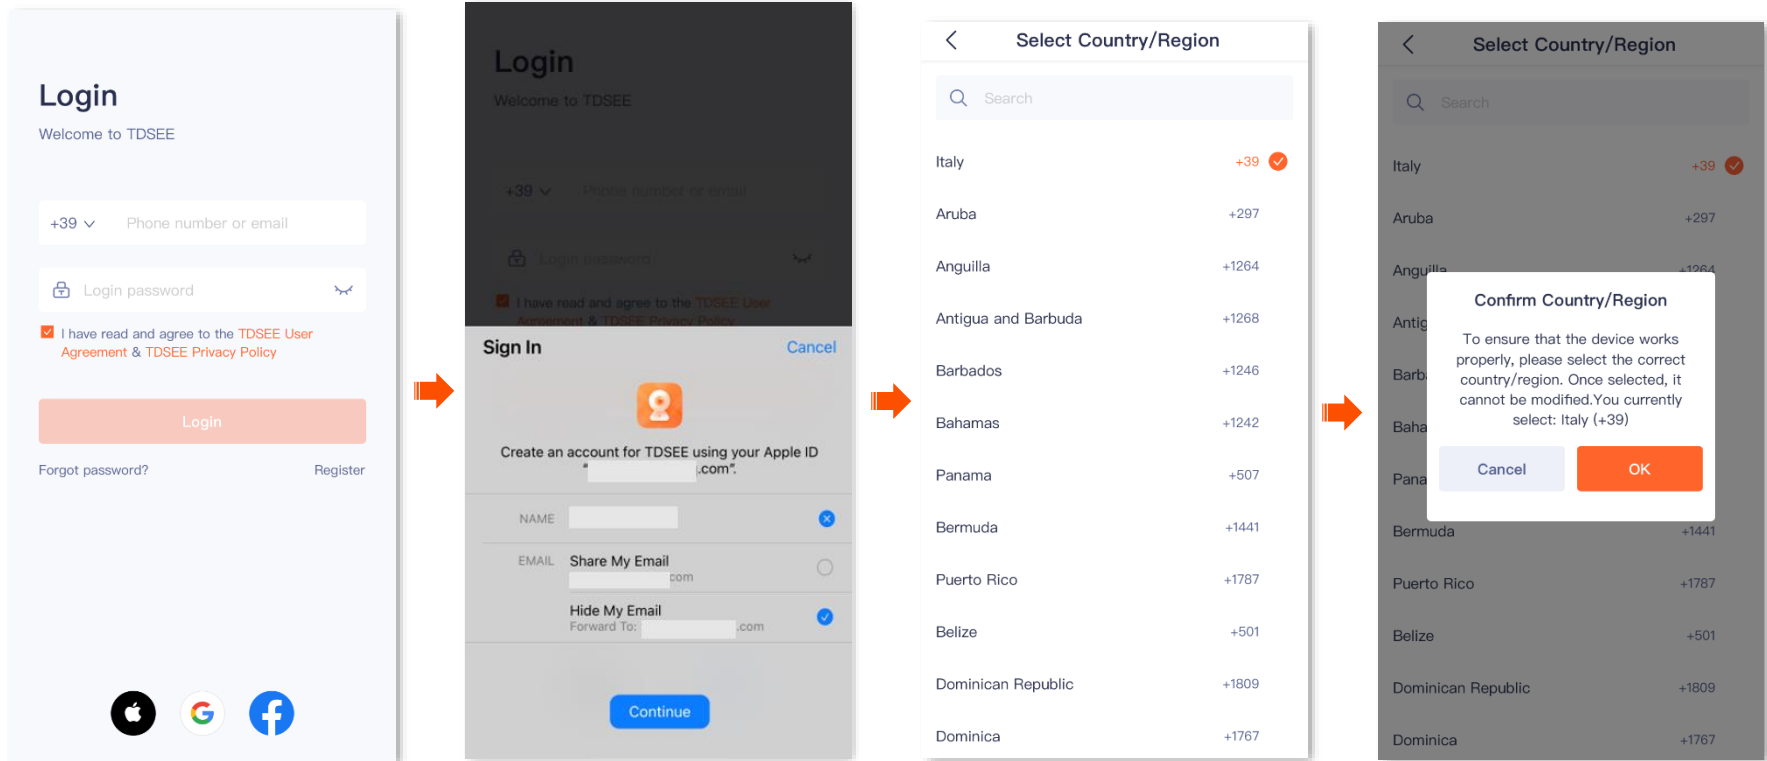 Login
Welcome to TDSEE
+39
Phone number or email
Login password
I have read and agree to the TDSEE User
Agreement & TDSEE Privacy Policy
Login
Forgot password?
Register
Login
Welcome to TDSEE
+39
Phone number or email
Login password
I have read and agree to the TDSEE User
Agreement & TDSEE Privacy Policy
Sign In
Cancel
Create an account for TDSEE using your Apple ID
“ .com”.
NAME
EMAIL
Share My Email
com
Hide My Email
Forward To: .com
Continue
Select Country/Region
Search
Italy +39
Aruba +297
Anguilla +1264
Antigua and Barbuda +1268
Barbados +1246
Bahamas +1242
Panama +507
Bermuda +1441
Puerto Rico +1787
Belize +501
Dominican Republic +1809
Dominica +1767
Select Country/Region
Search
Italy +39
Aruba +297
Anguilla +1264
Antig
Barb
Baha
Pana
Confirm Country/Region
To ensure that the device works
properly, please select the correct
country/region. Once selected, it
cannot be modified.You currently
select: Italy (+39)
Cancel
OK
Bermuda +1441
Puerto Rico +1787
Belize +501
Dominican Republic +1809
Dominica +1767